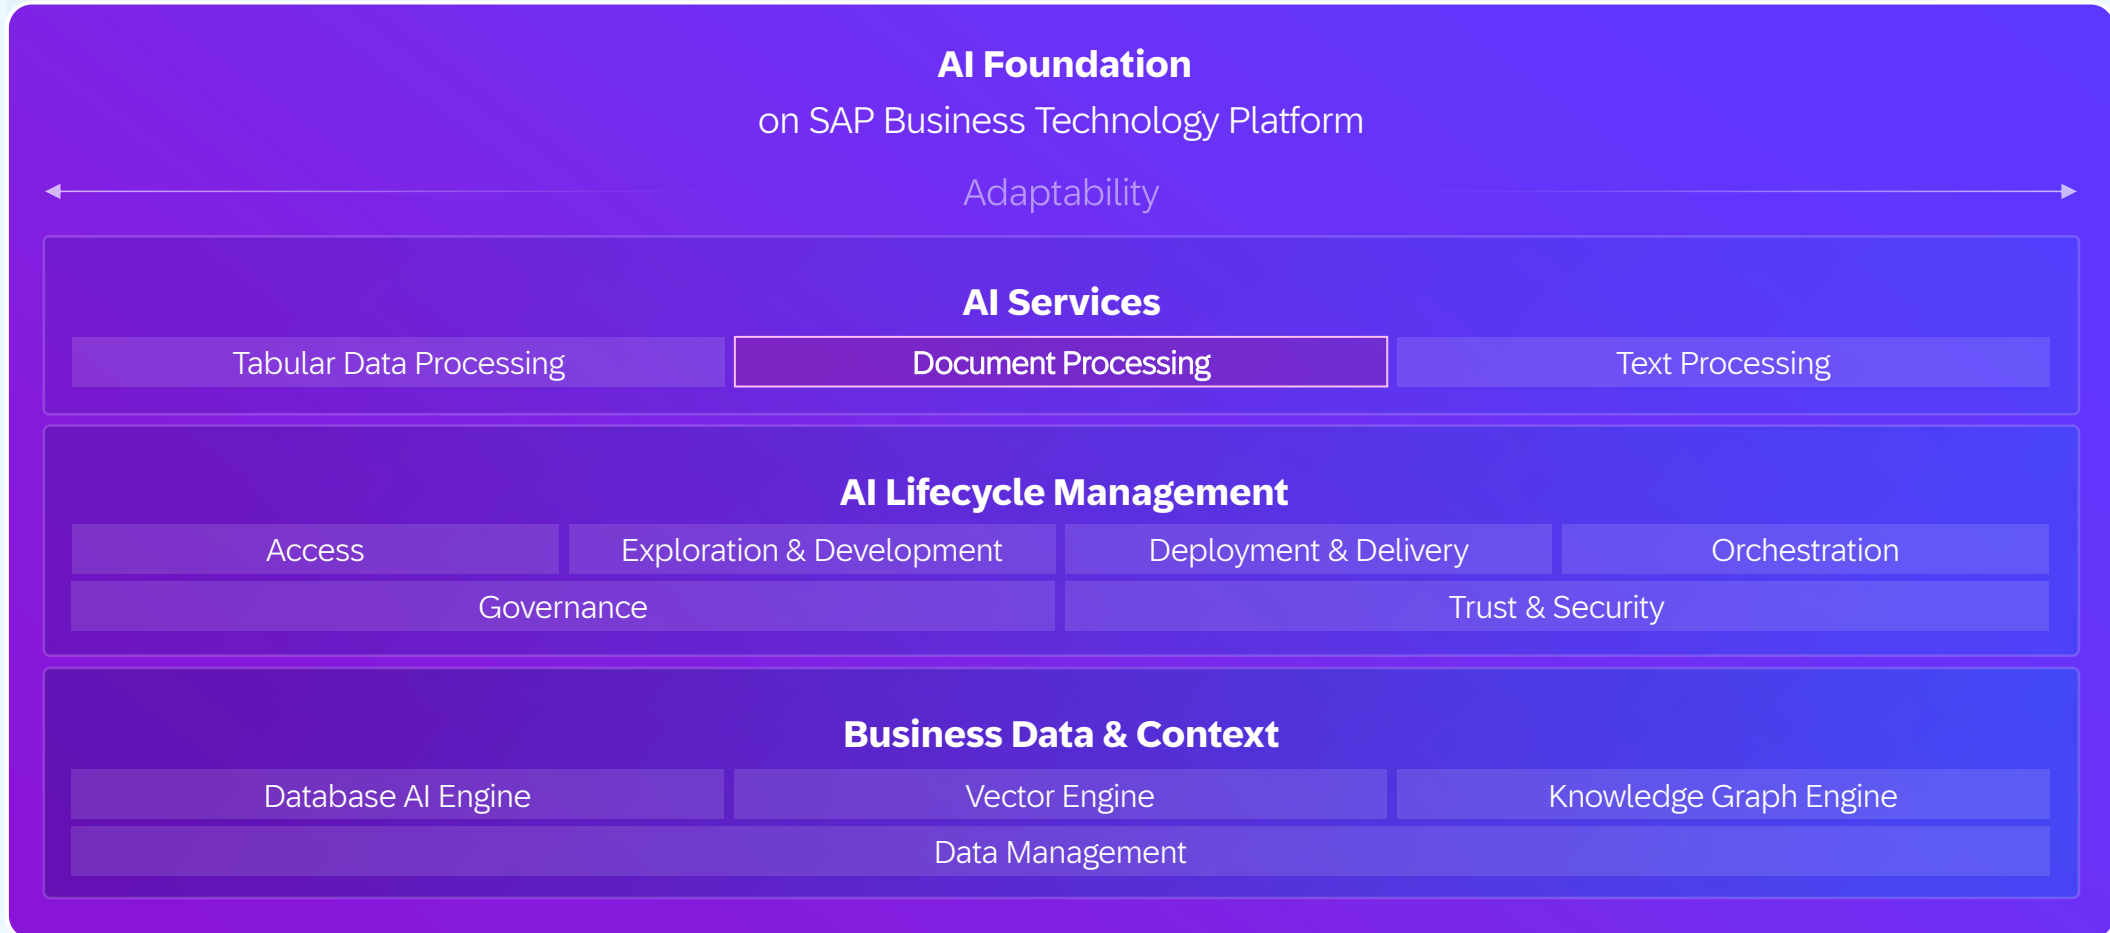 AI Foundation
on SAP Business Technology Platform
Adaptability
AI Services
Tabular Data Processing
Document Processing
Text Processing
AI Lifecycle Management
Access
Exploration & Development
Deployment & Delivery
Orchestration
Governance
Trust & Security
Business Data & Context
Database AI Engine
Vector Engine
Knowledge Graph Engine
Data Management